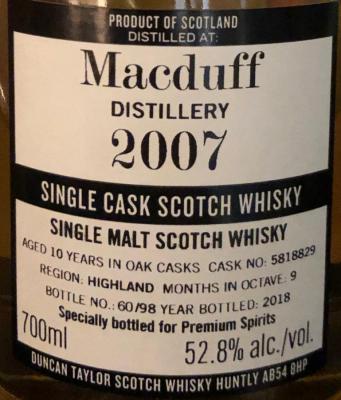 PRODUCT OF SCOTLAND
DISTILLED AT:
Macduff
DISTILLERY
2007
SINGLE CASK SCOTCH WHISKY
SINGLE MALT SCOTCH WHISKY
AGED 10 YEARS IN OAK CASKS CASK NO: 5818829
REGION: HIGHLAND MONTHS IN OCTAVE: 9
BOTTLE NO.: 60/98 YEAR BOTTLED: 2018
Specially bottled for Premium Spirits
700ml 52.8% alc./vol.
DUNCAN TAYLOR SCOTCH WHISKY HUNTLY AB54 8HP